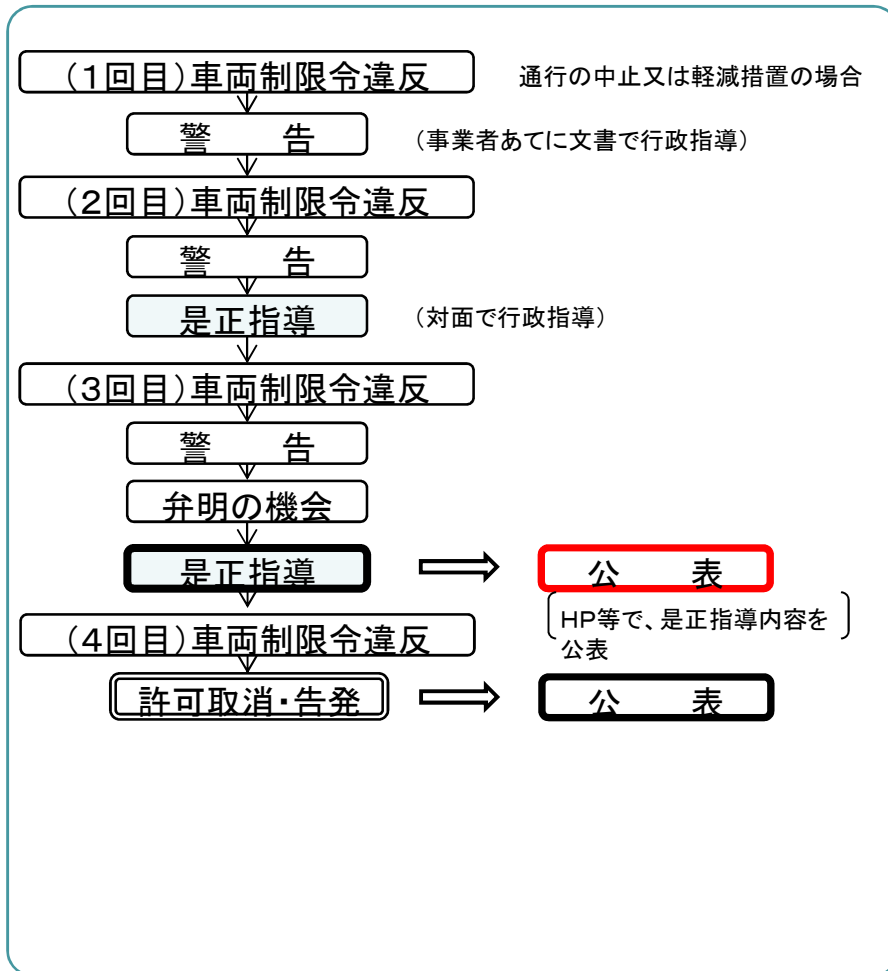 (1回目)車両制限令違反 通行の中止又は軽減措置の場合
警　　告 (事業者あてに文書で行政指導)
(2回目)車両制限令違反
警　　告
是正指導 (対面で行政指導)
(3回目)車両制限令違反
警　　告
弁明の機会
是正指導 公　　表
HP等で、是正指導内容を
公表
(4回目)車両制限令違反
許可取消・告発 公　　表